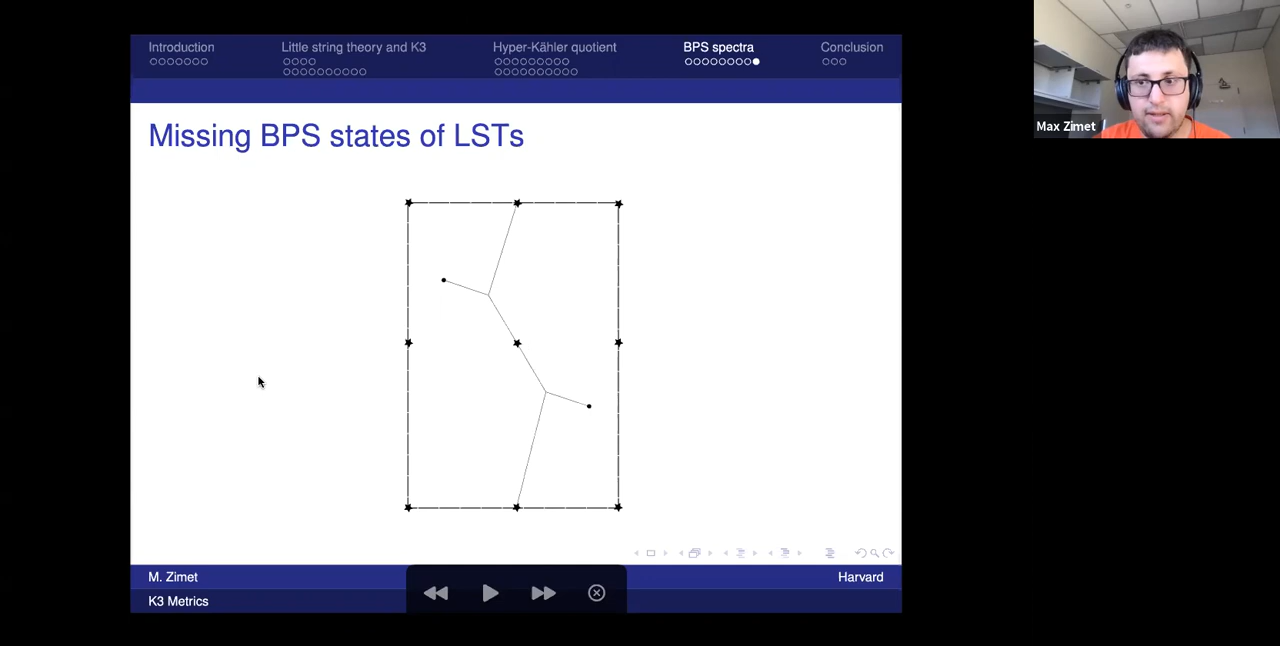 Introduction
Little string theory and K3
Hyper-Kähler quotient
BPS spectra
Conclusion
Missing BPS states of LSTs
M. Zimet
Harvard
K3 Metrics
Max Zimet